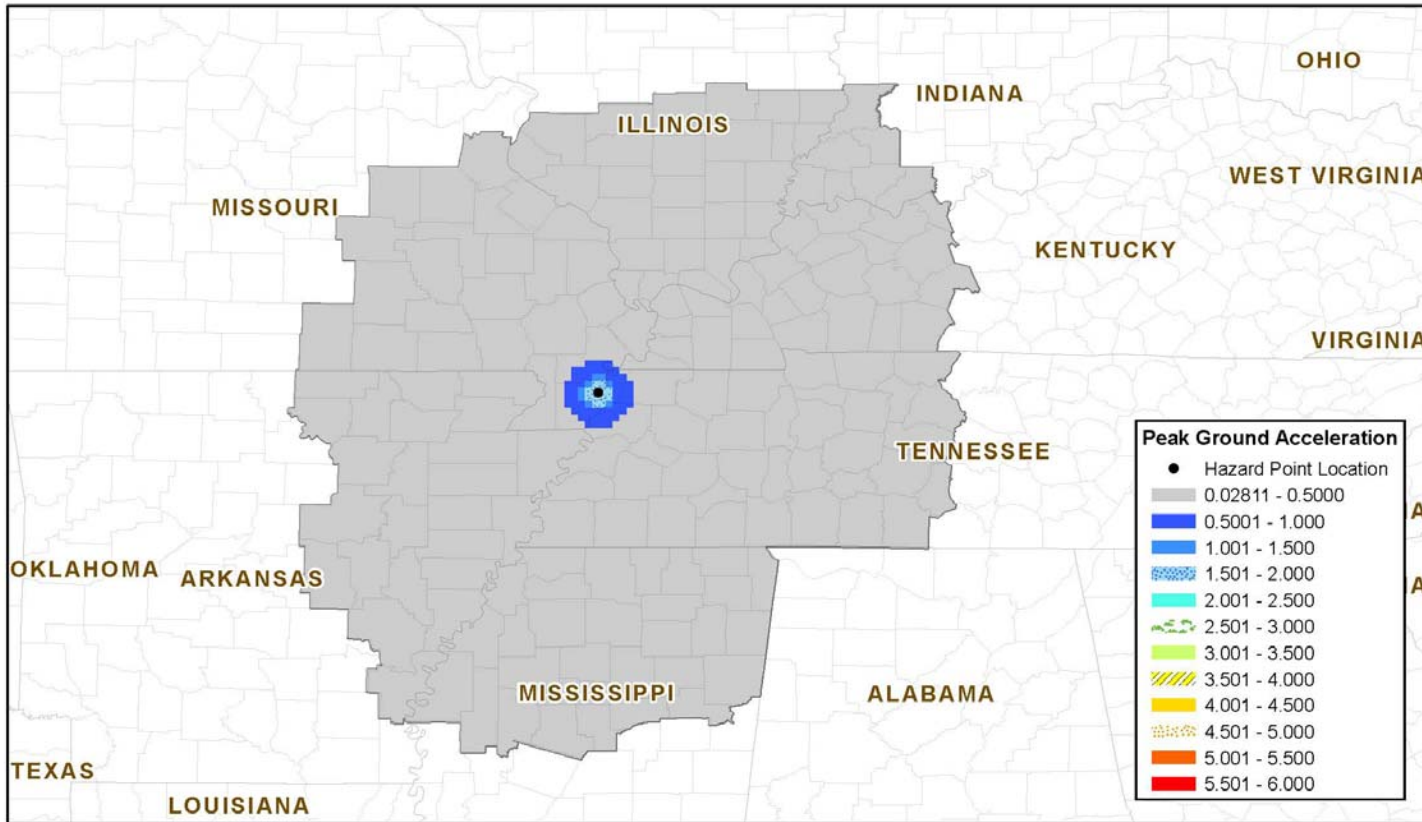 OHIO
INDIANA
ILLINOIS
WEST VIRGINIA
MISSOURI
KENTUCKY
VIRGINIA
TENNESSEE
Peak Ground Acceleration
Hazard Point Location
0.02811 - 0.5000
0.5001 - 1.000
1.001 - 1.500
1.501 - 2.000
2.001 - 2.500
2.501 - 3.000
3.001 - 3.500
3.501 - 4.000
4.001 - 4.500
4.501 - 5.000
5.001 - 5.500
5.501 - 6.000
A
A
OKLAHOMA
ARKANSAS
MISSISSIPPI
ALABAMA
TEXAS
LOUISIANA